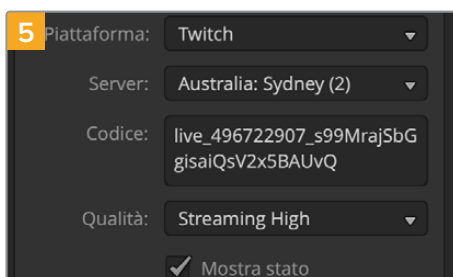 5
Piattaforma: Twitch
Server: Australia: Sydney (2)
Codice: live_496722907_s99MrajSbG
gisaiQsV2x5BAUvQ
Qualità: Streaming High
Mostra stato